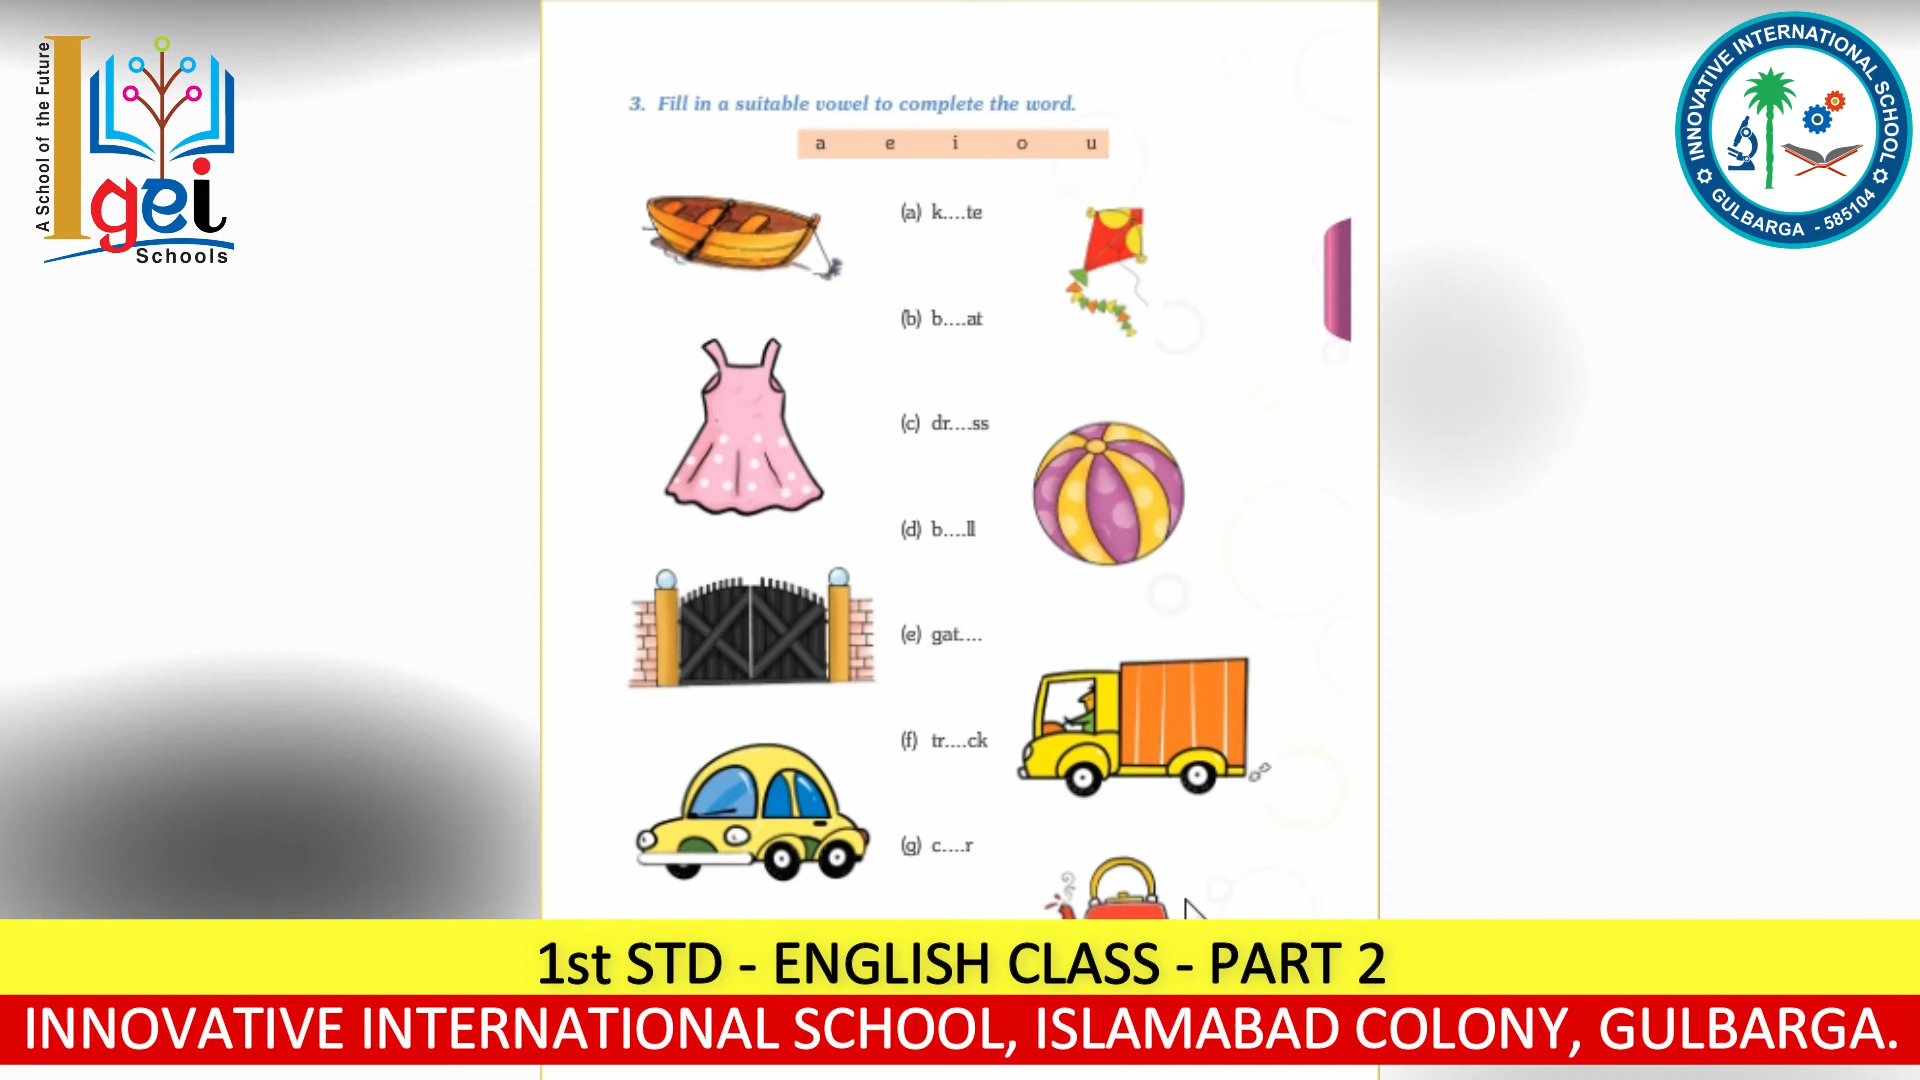 A School of the Future
Igei
Schools
INNOVATIVE INTERNATIONAL SCHOOL
GULBARGA - 585104
3. Fill in a suitable vowel to complete the word.
a e i o u
(a) k....te
(b) b....at
(c) dr....ss
(d) b....ll
(e) gat....
(f) tr....ck
(g) c....r
1st STD - ENGLISH CLASS - PART 2
INNOVATIVE INTERNATIONAL SCHOOL, ISLAMABAD COLONY, GULBARGA.